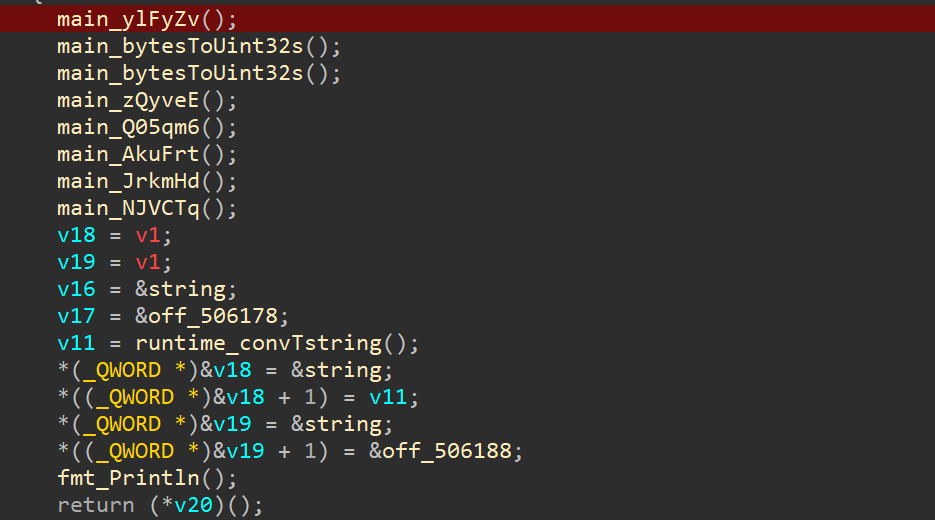 main_ylFyZv();
main_bytesToUint32s();
main_bytesToUint32s();
main_zQyveE();
main_Q05qm6();
main_AkuFrt();
main_JrkmHd();
main_NJVCTq();
v18 = v1;
v19 = v1;
v16 = &string;
v17 = &off_506178;
v11 = runtime_convTstring();
*(_QWORD *)&v18 = &string;
*((_QWORD *)&v18 + 1) = v11;
*(_QWORD *)&v19 = &string;
*((_QWORD *)&v19 + 1) = &off_506188;
fmt_Println();
return (*v20)();